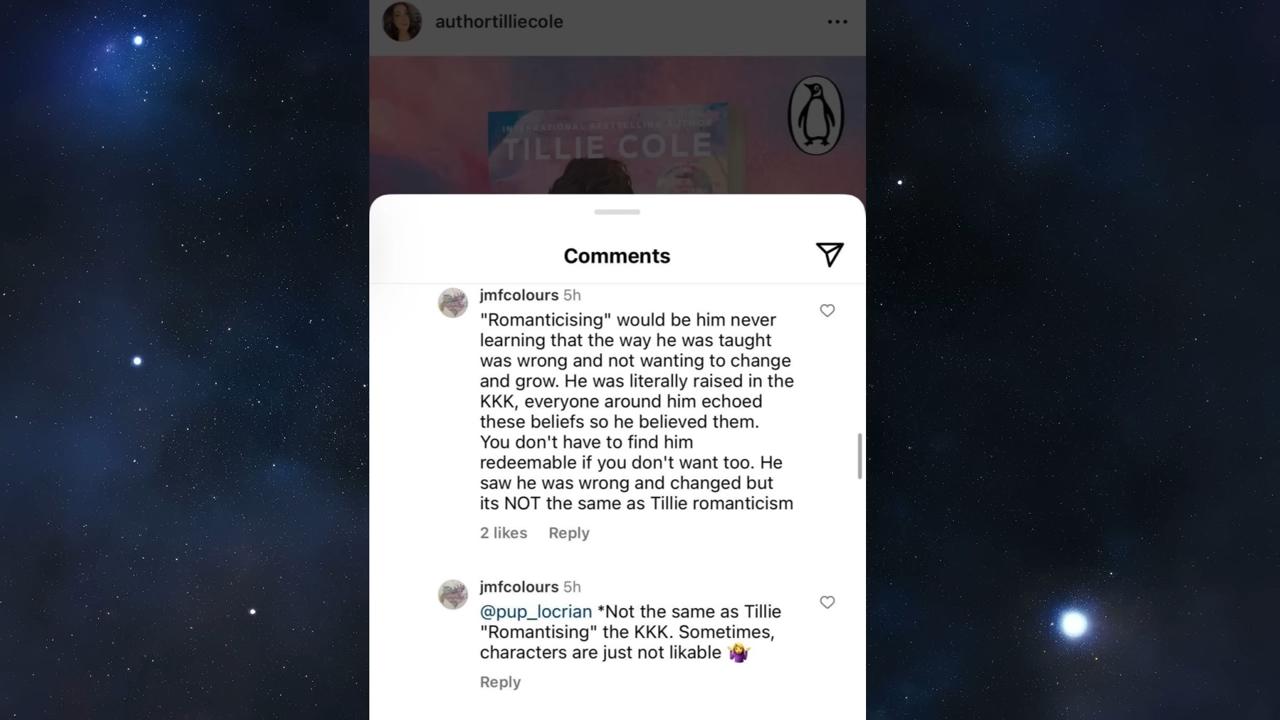 authortilliecole
INTERNATIONAL BESTSELLING AUTHOR
TILLIE COLE
Comments
jmfcolours 5h
"Romanticising" would be him never
learning that the way he was taught
was wrong and not wanting to change
and grow. He was literally raised in the
KKK, everyone around him echoed
these beliefs so he believed them.
You don't have to find him
redeemable if you don't want too. He
saw he was wrong and changed but
its NOT the same as Tillie romanticism
2 likes Reply
jmfcolours 5h
@pup_locrian *Not the same as Tillie
"Romantising" the KKK. Sometimes,
characters are just not likable 🤷‍♀️
Reply